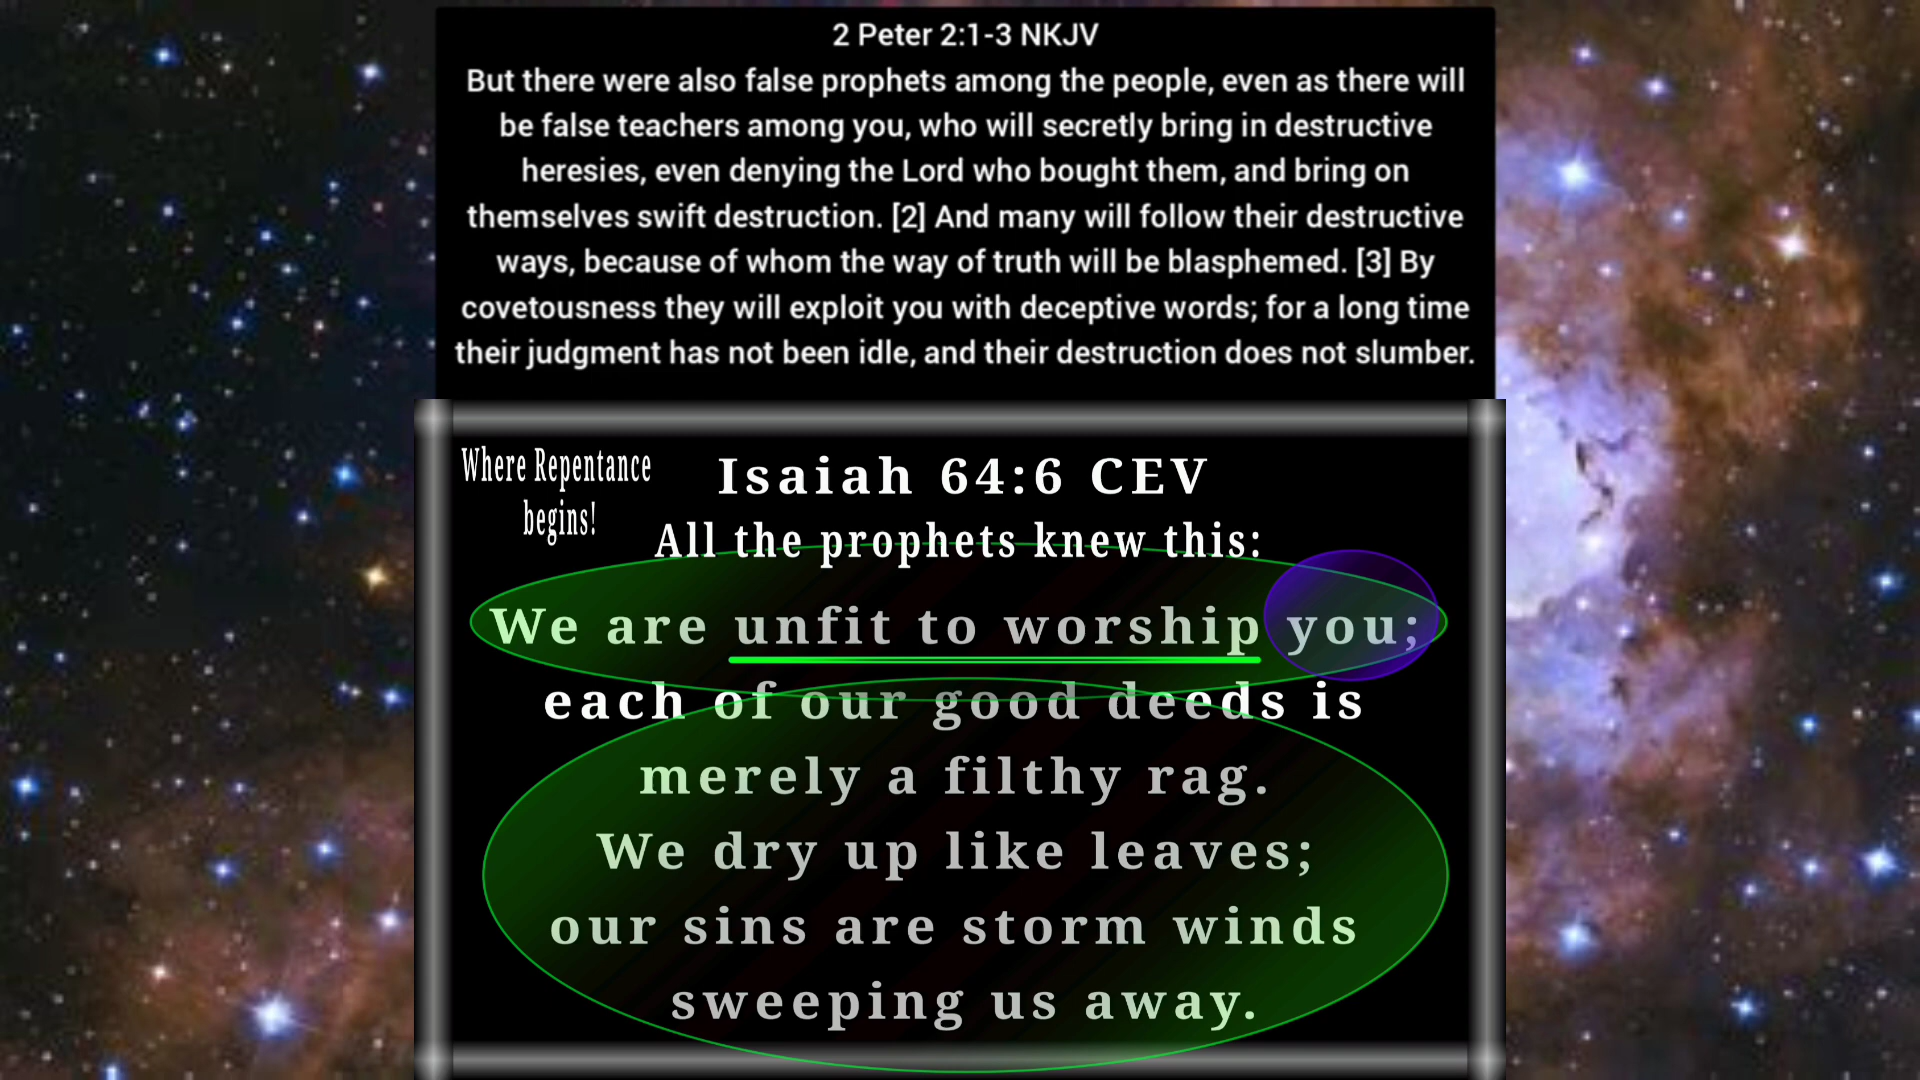 2 Peter 2:1-3 NKJV
But there were also false prophets among the people, even as there will
be false teachers among you, who will secretly bring in destructive
heresies, even denying the Lord who bought them, and bring on
themselves swift destruction. [2] And many will follow their destructive
ways, because of whom the way of truth will be blasphemed. [3] By
covetousness they will exploit you with deceptive words; for a long time
their judgment has not been idle, and their destruction does not slumber.
Where Repentance
begins!
Isaiah 64:6 CEV
All the prophets knew this:
We are unfit to worship you;
each of our good deeds is
merely a filthy rag.
We dry up like leaves;
our sins are storm winds
sweeping us away.